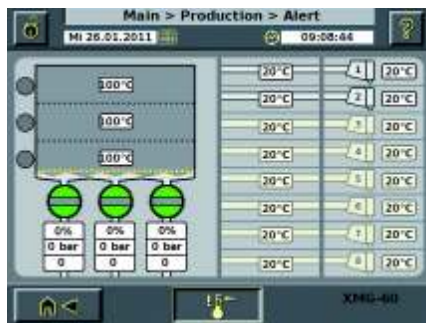 Main > Production > Alert
Mi 26.01.2011
09:08:44
?
100°C
100°C
100°C
0% 0% 0%
0 bar 0 bar 0 bar
0 0 0
20°C 1 20°C
20°C 2 20°C
20°C 3 20°C
20°C 4 20°C
20°C 5 20°C
20°C 6 20°C
20°C 7 20°C
20°C 8 20°C
XMG-60